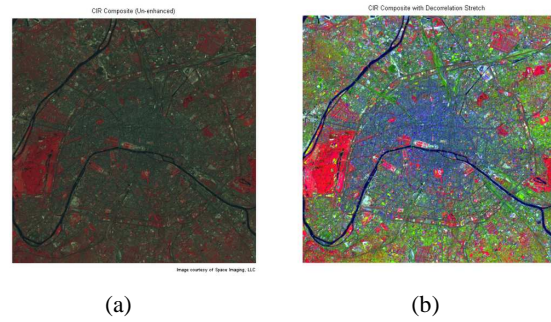 CIR Composite (Un-enhanced)
CIR Composite with Decorrelation Stretch
Image courtesy of Space Imaging, LLC
(a)
(b)